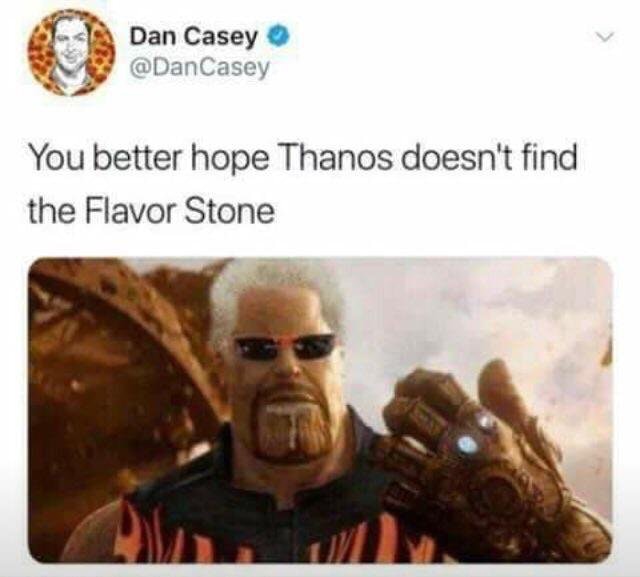 Dan Casey
@DanCasey
You better hope Thanos doesn't find
the Flavor Stone